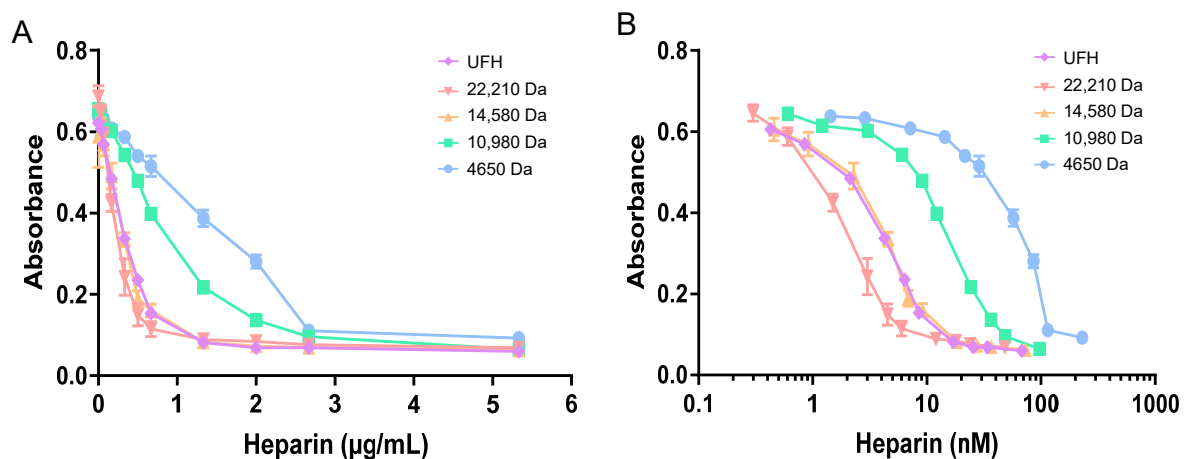 A
0.8
0.6
0.4
0.2
0.0
Absorbance
0
1
2
3
4
5
6
Heparin (µg/mL)
UFH
22,210 Da
14,580 Da
10,980 Da
4650 Da
B
0.8
0.6
0.4
0.2
0.0
Absorbance
0.1
1
10
100
1000
Heparin (nM)
UFH
22,210 Da
14,580 Da
10,980 Da
4650 Da